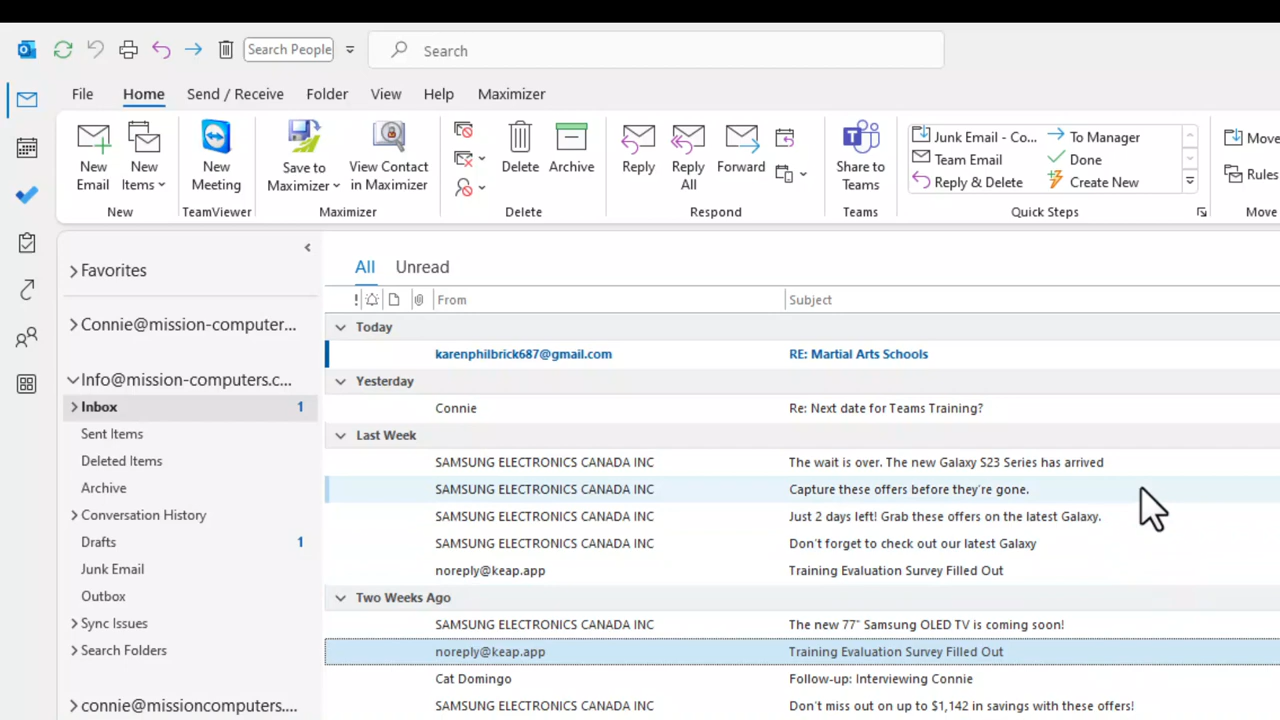 Search People
Search
File Home Send / Receive Folder View Help Maximizer
New Email
New Items
New
New Meeting
TeamViewer
Save to Maximizer
View Contact in Maximizer
Maximizer
Delete
Archive
Delete
Reply
Reply All
Forward
Respond
Share to Teams
Teams
Junk Email - Co...
To Manager
Team Email
Done
Reply & Delete
Create New
Quick Steps
Move
Rules
Move
Favorites
Connie@mission-computer...
Info@mission-computers.c...
Inbox 1
Sent Items
Deleted Items
Archive
Conversation History
Drafts 1
Junk Email
Outbox
Sync Issues
Search Folders
connie@missioncomputers....
All Unread
! From Subject
Today
karenphilbrick687@gmail.com RE: Martial Arts Schools
Yesterday
Connie Re: Next date for Teams Training?
Last Week
SAMSUNG ELECTRONICS CANADA INC The wait is over. The new Galaxy S23 Series has arrived
SAMSUNG ELECTRONICS CANADA INC Capture these offers before they're gone.
SAMSUNG ELECTRONICS CANADA INC Just 2 days left! Grab these offers on the latest Galaxy.
SAMSUNG ELECTRONICS CANADA INC Don't forget to check out our latest Galaxy
noreply@keap.app Training Evaluation Survey Filled Out
Two Weeks Ago
SAMSUNG ELECTRONICS CANADA INC The new 77" Samsung OLED TV is coming soon!
noreply@keap.app Training Evaluation Survey Filled Out
Cat Domingo Follow-up: Interviewing Connie
SAMSUNG ELECTRONICS CANADA INC Don't miss out on up to $1,142 in savings with these offers!